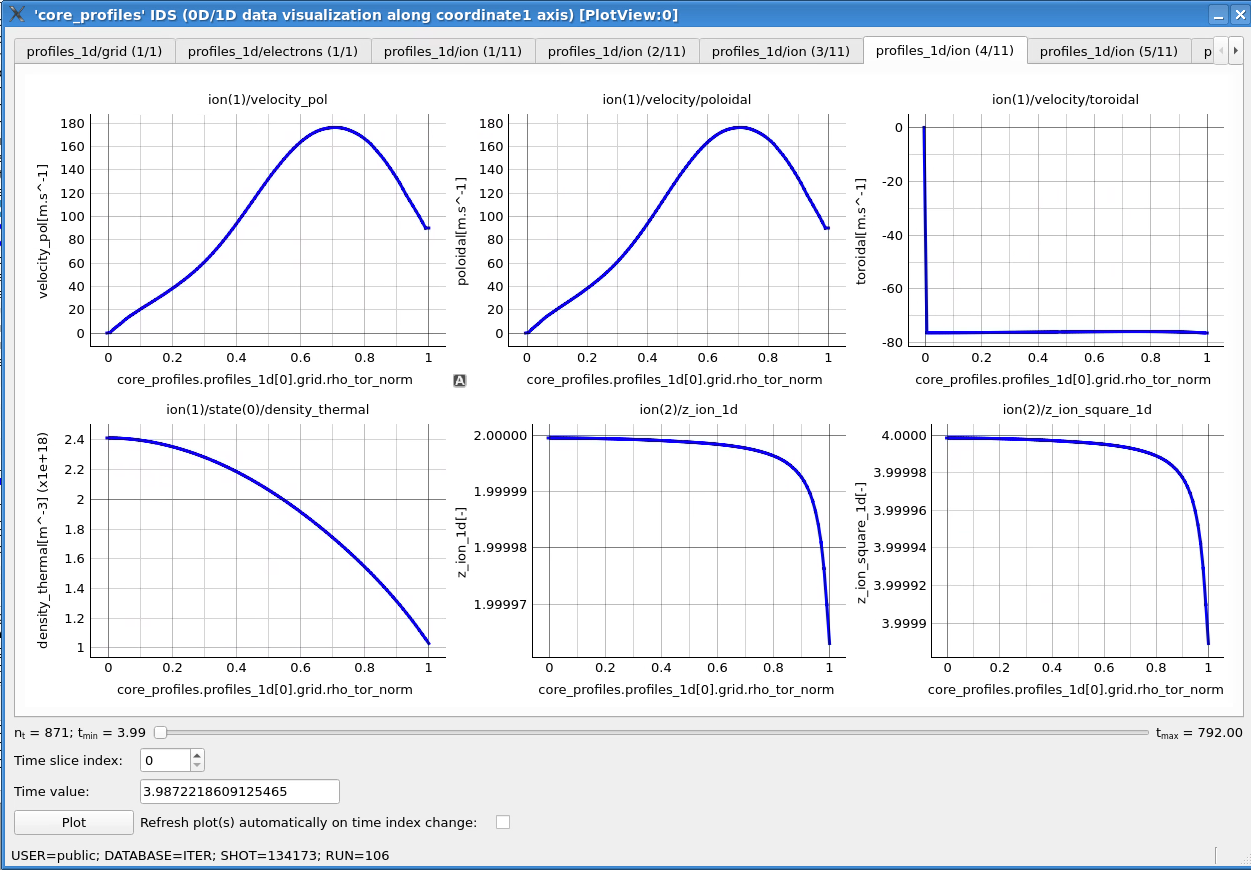 'core_profiles' IDS (0D/1D data visualization along coordinate1 axis) [PlotView:0]
profiles_1d/grid (1/1) profiles_1d/electrons (1/1) profiles_1d/ion (1/11) profiles_1d/ion (2/11) profiles_1d/ion (3/11) profiles_1d/ion (4/11) profiles_1d/ion (5/11) p
ion(1)/velocity_pol
velocity_pol[m.s^-1]
180
160
140
120
100
80
60
40
20
0
0 0.2 0.4 0.6 0.8 1
core_profiles.profiles_1d[0].grid.rho_tor_norm
ion(1)/velocity/poloidal
poloidal[m.s^-1]
180
160
140
120
100
80
60
40
20
0
0 0.2 0.4 0.6 0.8 1
core_profiles.profiles_1d[0].grid.rho_tor_norm
ion(1)/velocity/toroidal
toroidal[m.s^-1]
0
-20
-40
-60
-80
0 0.2 0.4 0.6 0.8 1
core_profiles.profiles_1d[0].grid.rho_tor_norm
A
ion(1)/state(0)/density_thermal
density_thermal[m^-3] (x1e+18)
2.4
2.2
2
1.8
1.6
1.4
1.2
1
0 0.2 0.4 0.6 0.8 1
core_profiles.profiles_1d[0].grid.rho_tor_norm
ion(2)/z_ion_1d
z_ion_1d[-]
2.00000
1.99999
1.99998
1.99997
0 0.2 0.4 0.6 0.8 1
core_profiles.profiles_1d[0].grid.rho_tor_norm
ion(2)/z_ion_square_1d
z_ion_square_1d[-]
4.0000
3.99998
3.99996
3.99994
3.99992
3.9999
0 0.2 0.4 0.6 0.8 1
core_profiles.profiles_1d[0].grid.rho_tor_norm
nt = 871; tmin = 3.99 tmax = 792.00
Time slice index: 0
Time value: 3.9872218609125465
Plot Refresh plot(s) automatically on time index change:
USER=public; DATABASE=ITER; SHOT=134173; RUN=106